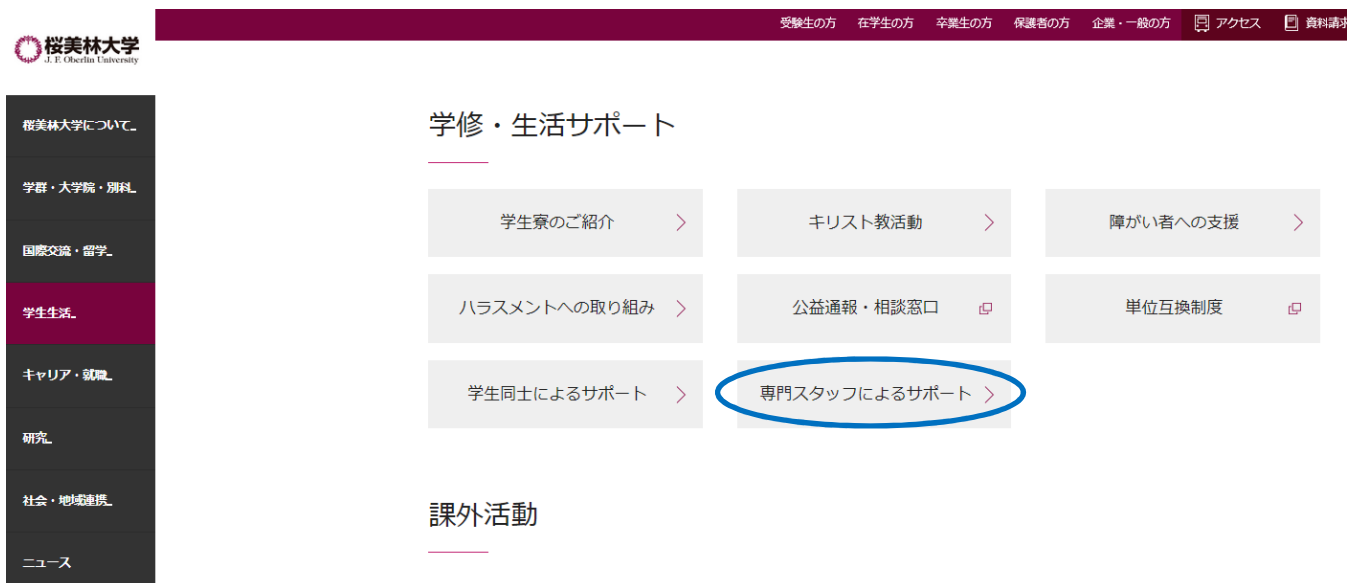 受験生の方 在学生の方 卒業生の方 保護者の方 企業・一般の方 アクセス 資料請求
桜美林大学
J. F. Oberlin University
桜美林大学について
学群・大学院・別科
国際交流・留学
学生生活
キャリア・就職
研究
社会・地域連携
ニュース
学修・生活サポート
学生寮のご紹介 キリスト教活動 障がい者への支援
ハラスメントへの取り組み 公益通報・相談窓口 単位互換制度
学生同士によるサポート 専門スタッフによるサポート
課外活動